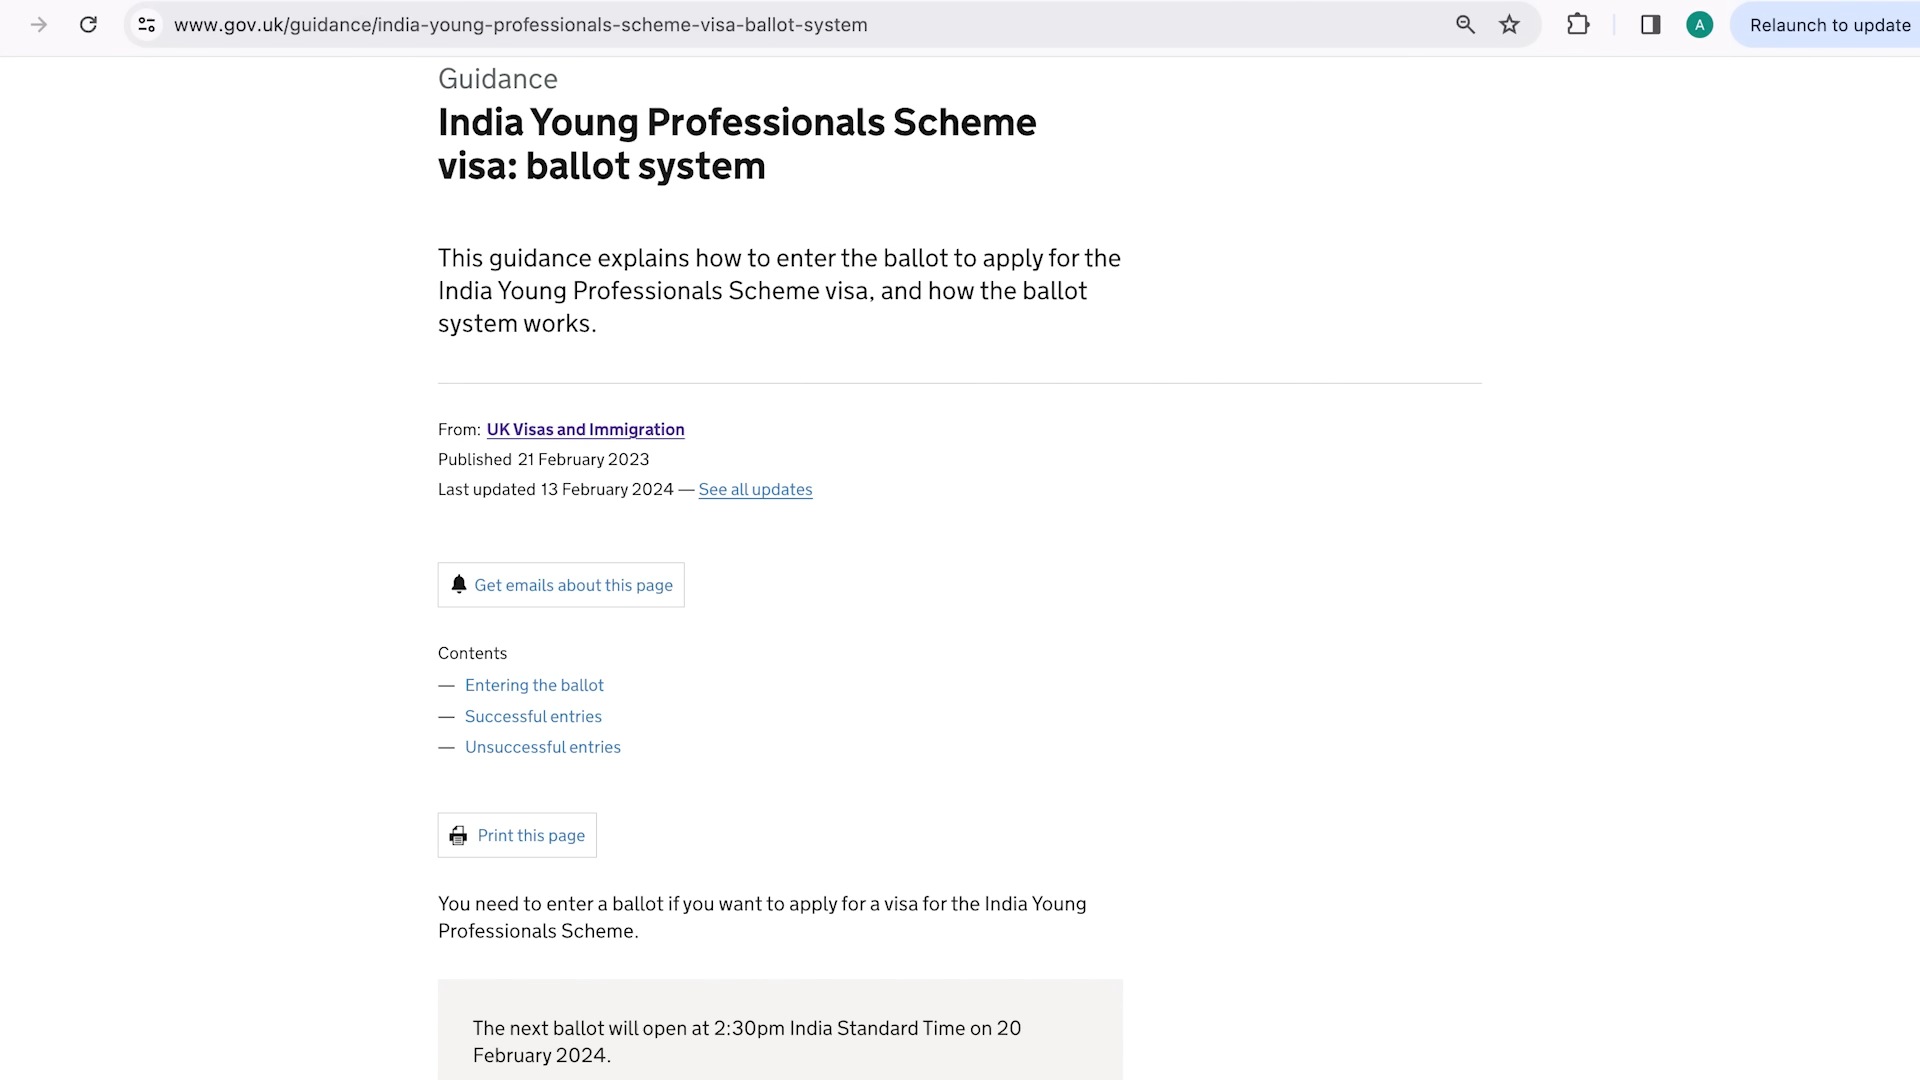 www.gov.uk/guidance/india-young-professionals-scheme-visa-ballot-system
A
Relaunch to update
Guidance
India Young Professionals Scheme
visa: ballot system
This guidance explains how to enter the ballot to apply for the
India Young Professionals Scheme visa, and how the ballot
system works.
From: UK Visas and Immigration
Published 21 February 2023
Last updated 13 February 2024 — See all updates
Get emails about this page
Contents
— Entering the ballot
— Successful entries
— Unsuccessful entries
Print this page
You need to enter a ballot if you want to apply for a visa for the India Young
Professionals Scheme.
The next ballot will open at 2:30pm India Standard Time on 20
February 2024.